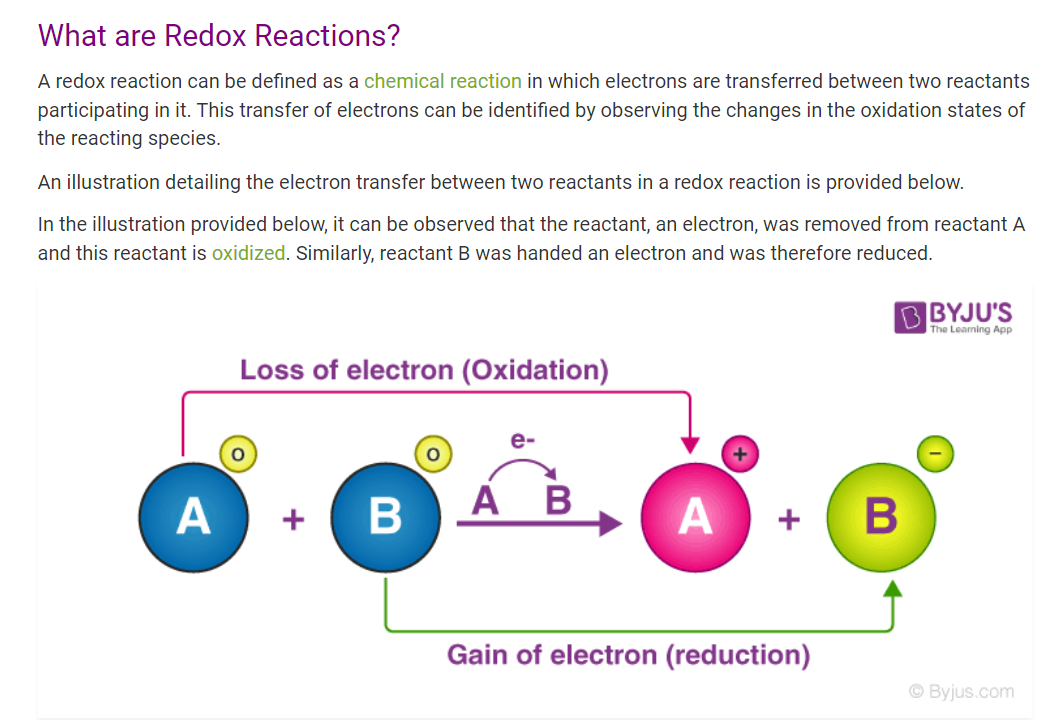 What are Redox Reactions?
A redox reaction can be defined as a chemical reaction in which electrons are transferred between two reactants
participating in it. This transfer of electrons can be identified by observing the changes in the oxidation states of
the reacting species.
An illustration detailing the electron transfer between two reactants in a redox reaction is provided below.
In the illustration provided below, it can be observed that the reactant, an electron, was removed from reactant A
and this reactant is oxidized. Similarly, reactant B was handed an electron and was therefore reduced.
B BYJU'S
The Learning App
Loss of electron (Oxidation)
o o e- + −
A + B A B A + B
Gain of electron (reduction)
© Byjus.com